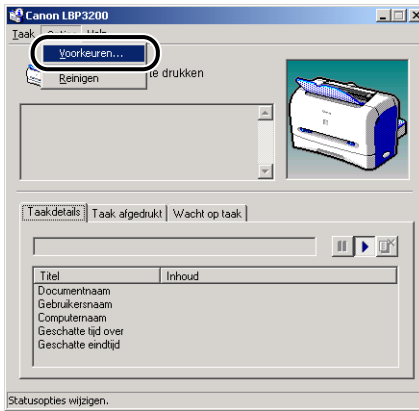 Canon LBP3200
Taak Opties Help
Voorkeuren...
Reinigen
te drukken
Taakdetails Taak afgedrukt Wacht op taak
Titel Inhoud
Documentnaam
Gebruikersnaam
Computernaam
Geschatte tijd over
Geschatte eindtijd
Statusopties wijzigen.